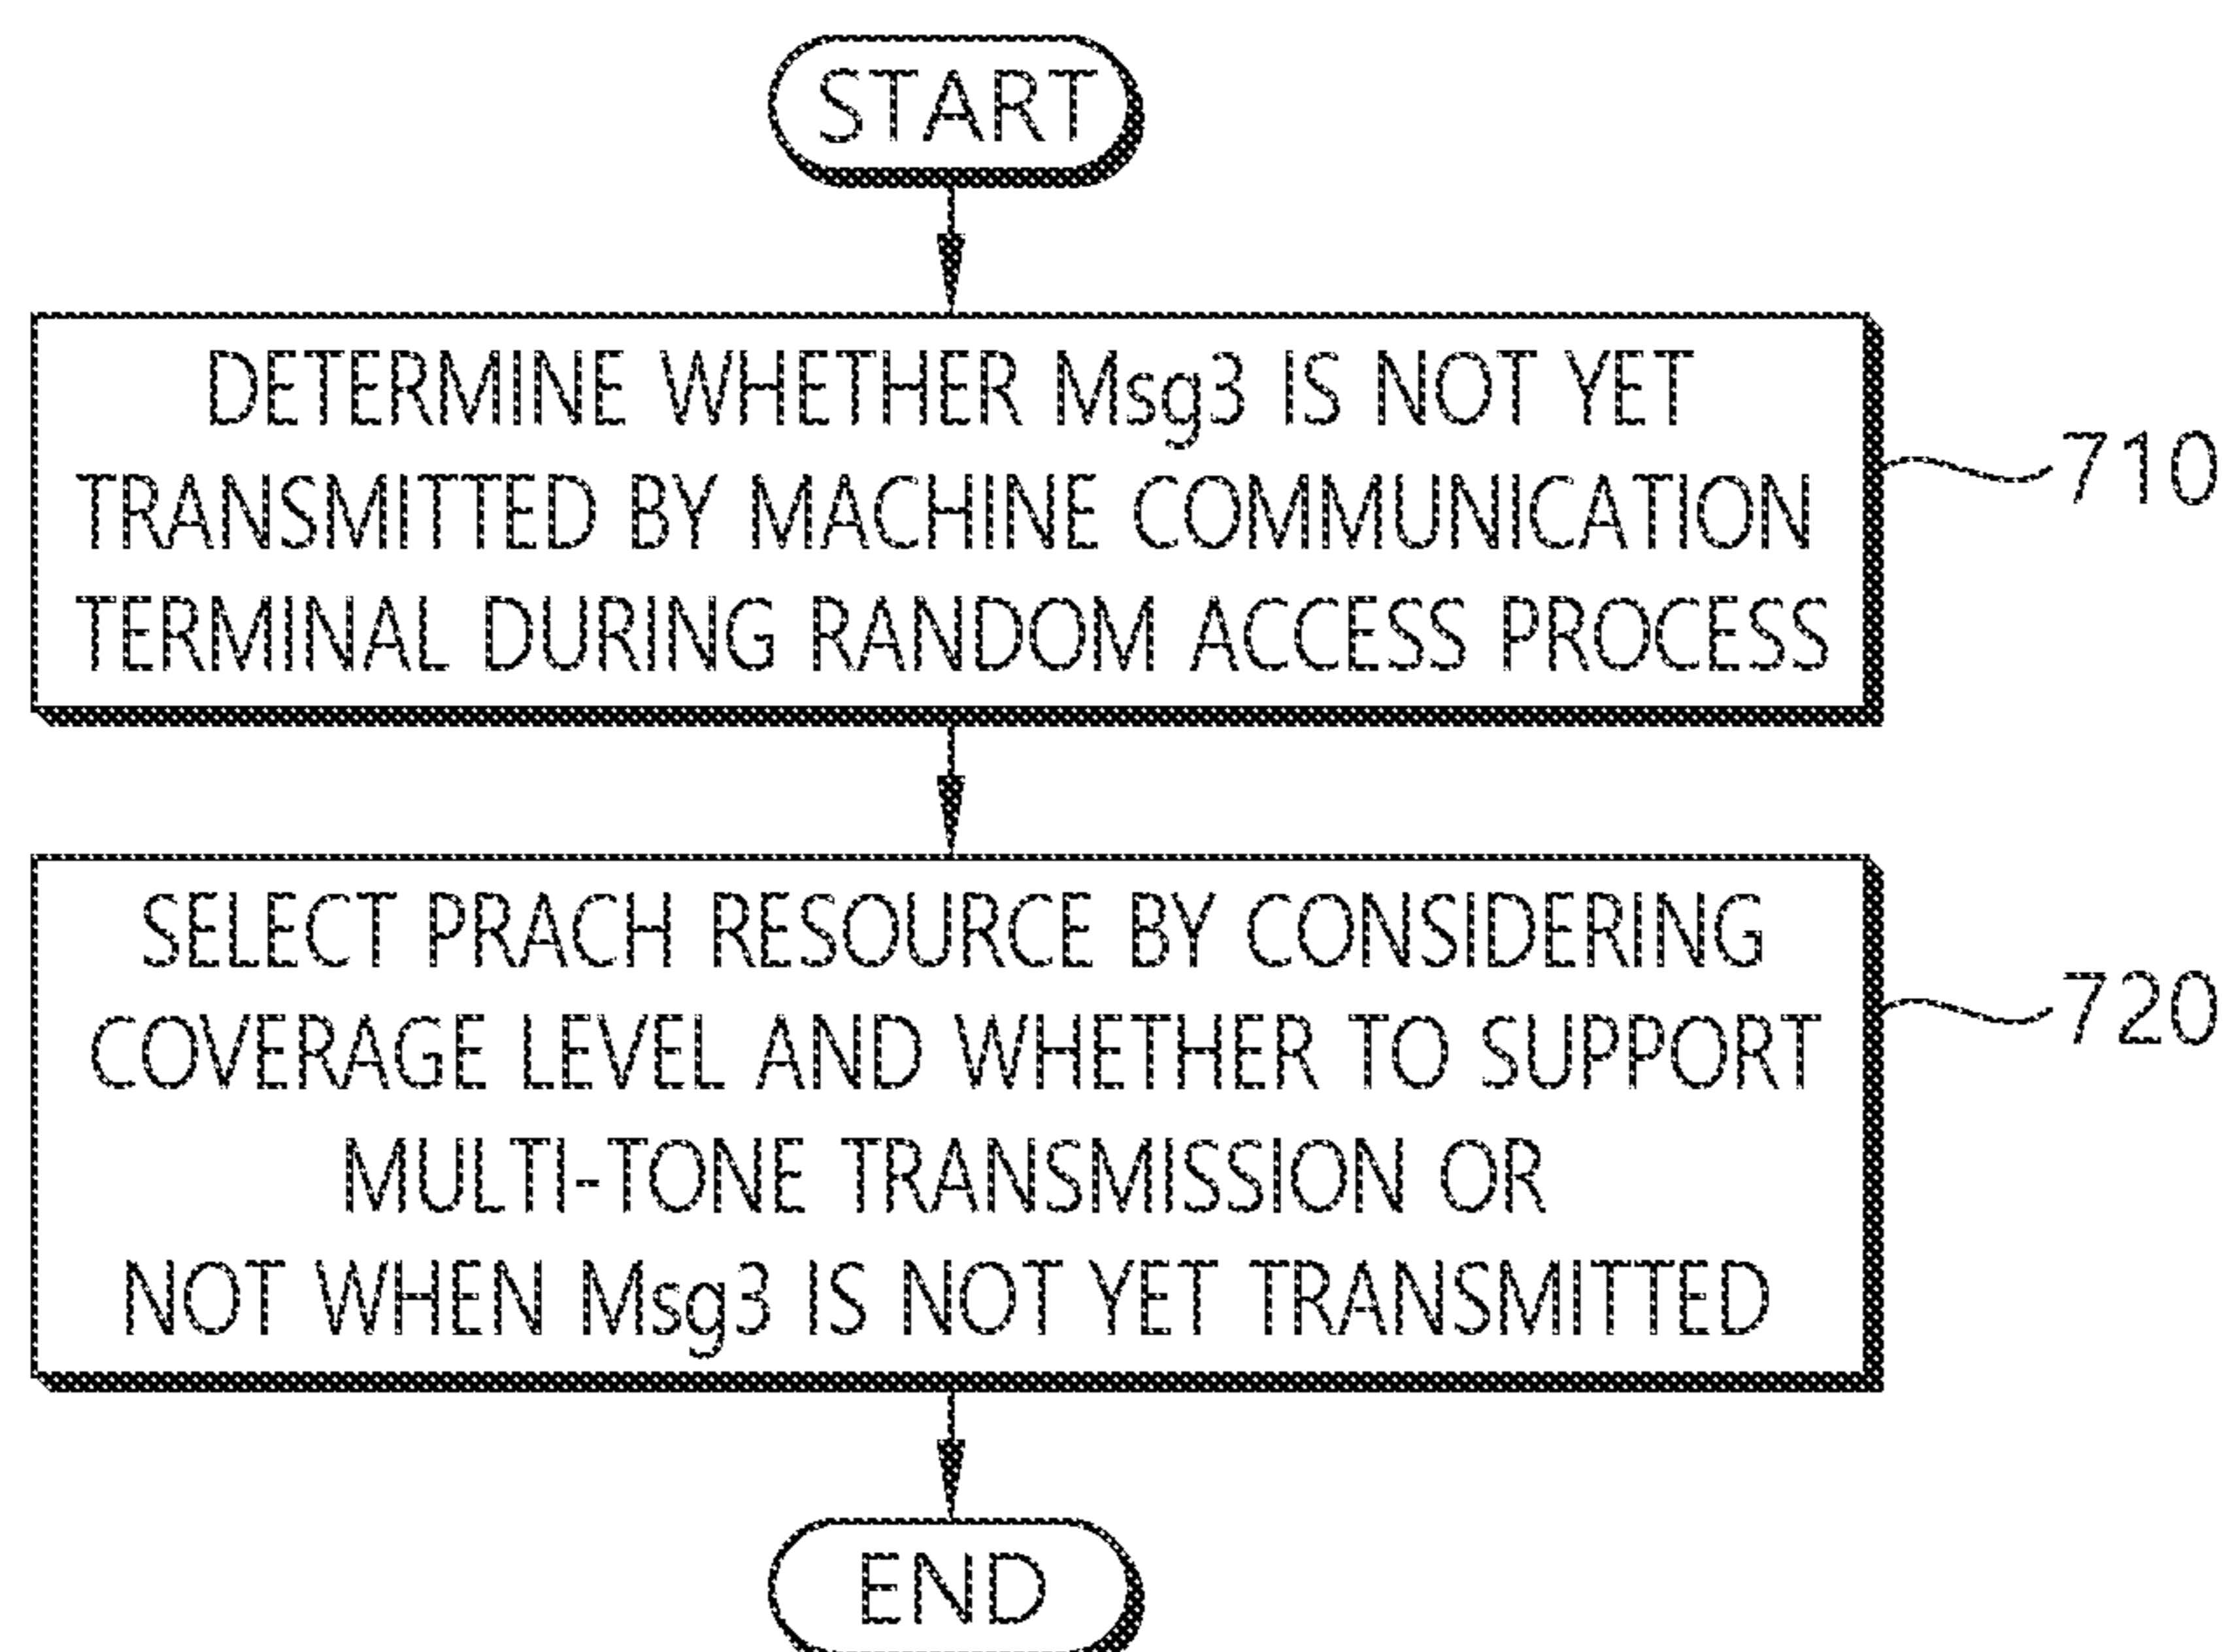 START
DETERMINE WHETHER Msg3 IS NOT YET
TRANSMITTED BY MACHINE COMMUNICATION
TERMINAL DURING RANDOM ACCESS PROCESS
710
SELECT PRACH RESOURCE BY CONSIDERING
COVERAGE LEVEL AND WHETHER TO SUPPORT
MULTI-TONE TRANSMISSION OR
NOT WHEN Msg3 IS NOT YET TRANSMITTED
720
END